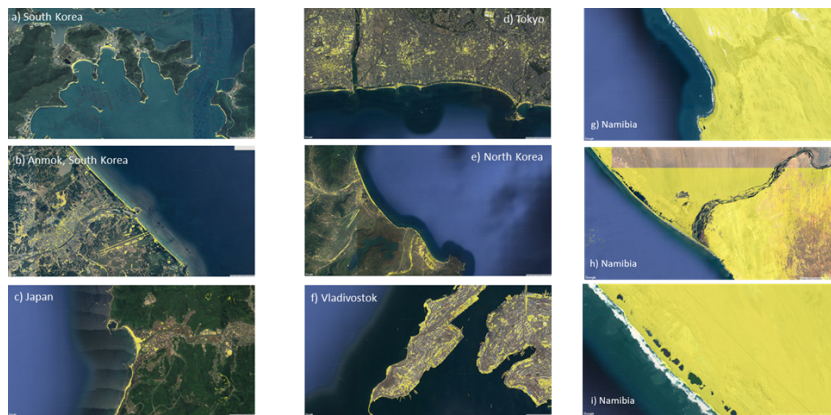 a) South Korea
d) Tokyo
g) Namibia
b) Anmok, South Korea
e) North Korea
h) Namibia
c) Japan
f) Vladivostok
i) Namibia